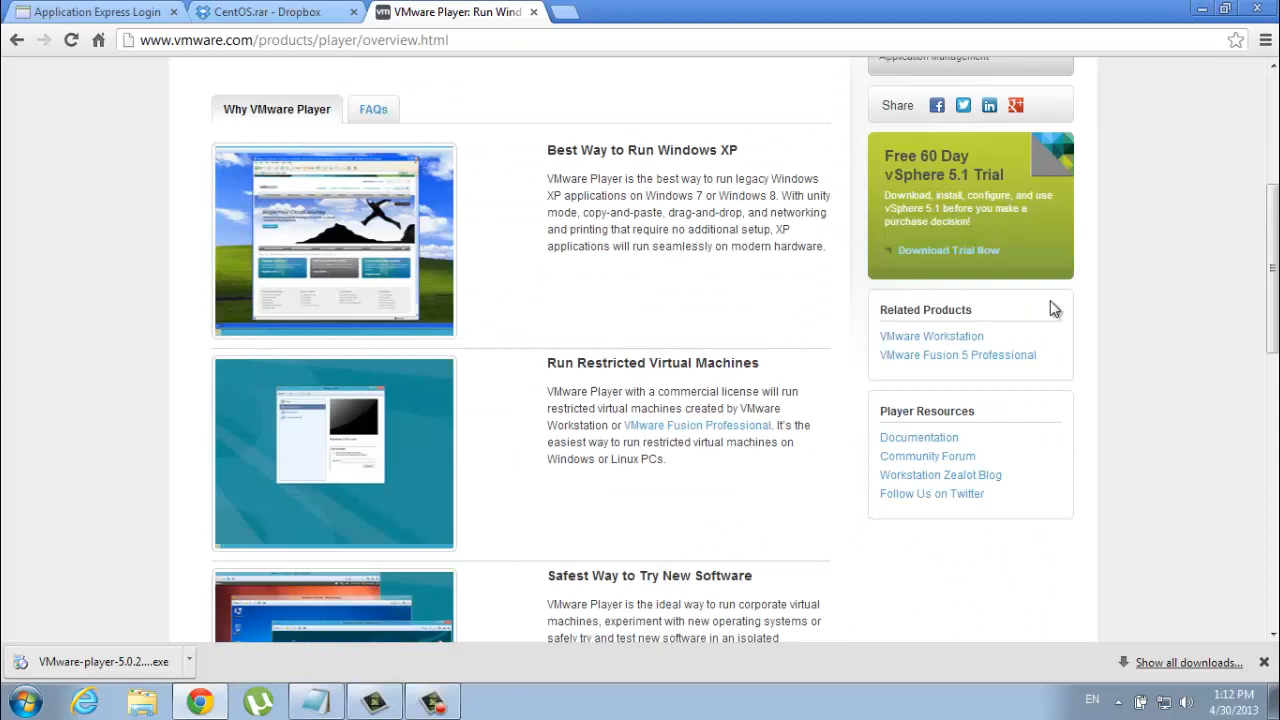 Application Express Login
CentOS.rar - Dropbox
VMware Player: Run Wind
www.vmware.com/products/player/overview.html
Application Management
Why VMware Player
FAQs
Share
Best Way to Run Windows XP
VMware Player is the best way to run legacy Windows
XP applications on Windows 7 or Windows 8. With unity
mode, copy-and-paste, drag-and-drop, and networking
and printing that require no additional setup, XP
applications will run seamlessly on modern hardware.
Free 60 Day
vSphere 5.1 Trial
Download, install, configure, and use
vSphere 5.1 before you make a
purchase decision!
Download Trial Now
Related Products
VMware Workstation
VMware Fusion 5 Professional
Run Restricted Virtual Machines
VMware Player with a commercial license will run
restricted virtual machines created by VMware
Workstation or VMware Fusion Professional. It's the
easiest way to run restricted virtual machines on
Windows or Linux PCs.
Player Resources
Documentation
Community Forum
Workstation Zealot Blog
Follow Us on Twitter
Safest Way to Try New Software
VMware Player is the ideal way to run corporate virtual
machines, experiment with new operating systems or
safely try and test new software in an isolated
VMware-player-5.0.2....exe
Show all downloads...
EN
1:12 PM
4/30/2013